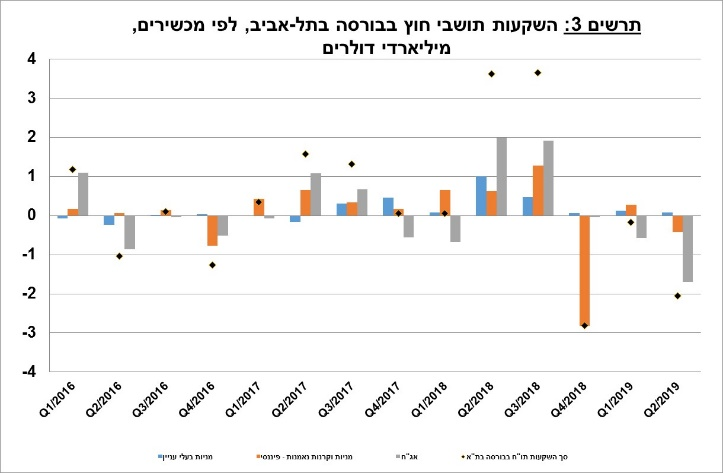 תרשים 3: השקעות תושבי חוץ בבורסה בתל-אביב, לפי מכשירים,
מיליארדי דולרים
4
3
2
1
0
-1
-2
-3
-4
Q1/2016
Q2/2016
Q3/2016
Q4/2016
Q1/2017
Q2/2017
Q3/2017
Q4/2017
Q1/2018
Q2/2018
Q3/2018
Q4/2018
Q1/2019
Q2/2019
מניות בעלי עניין
מניות וקרנות נאמנות - פיננסי
אג"ח
סך השקעות תו"ח בבורסה בת"א